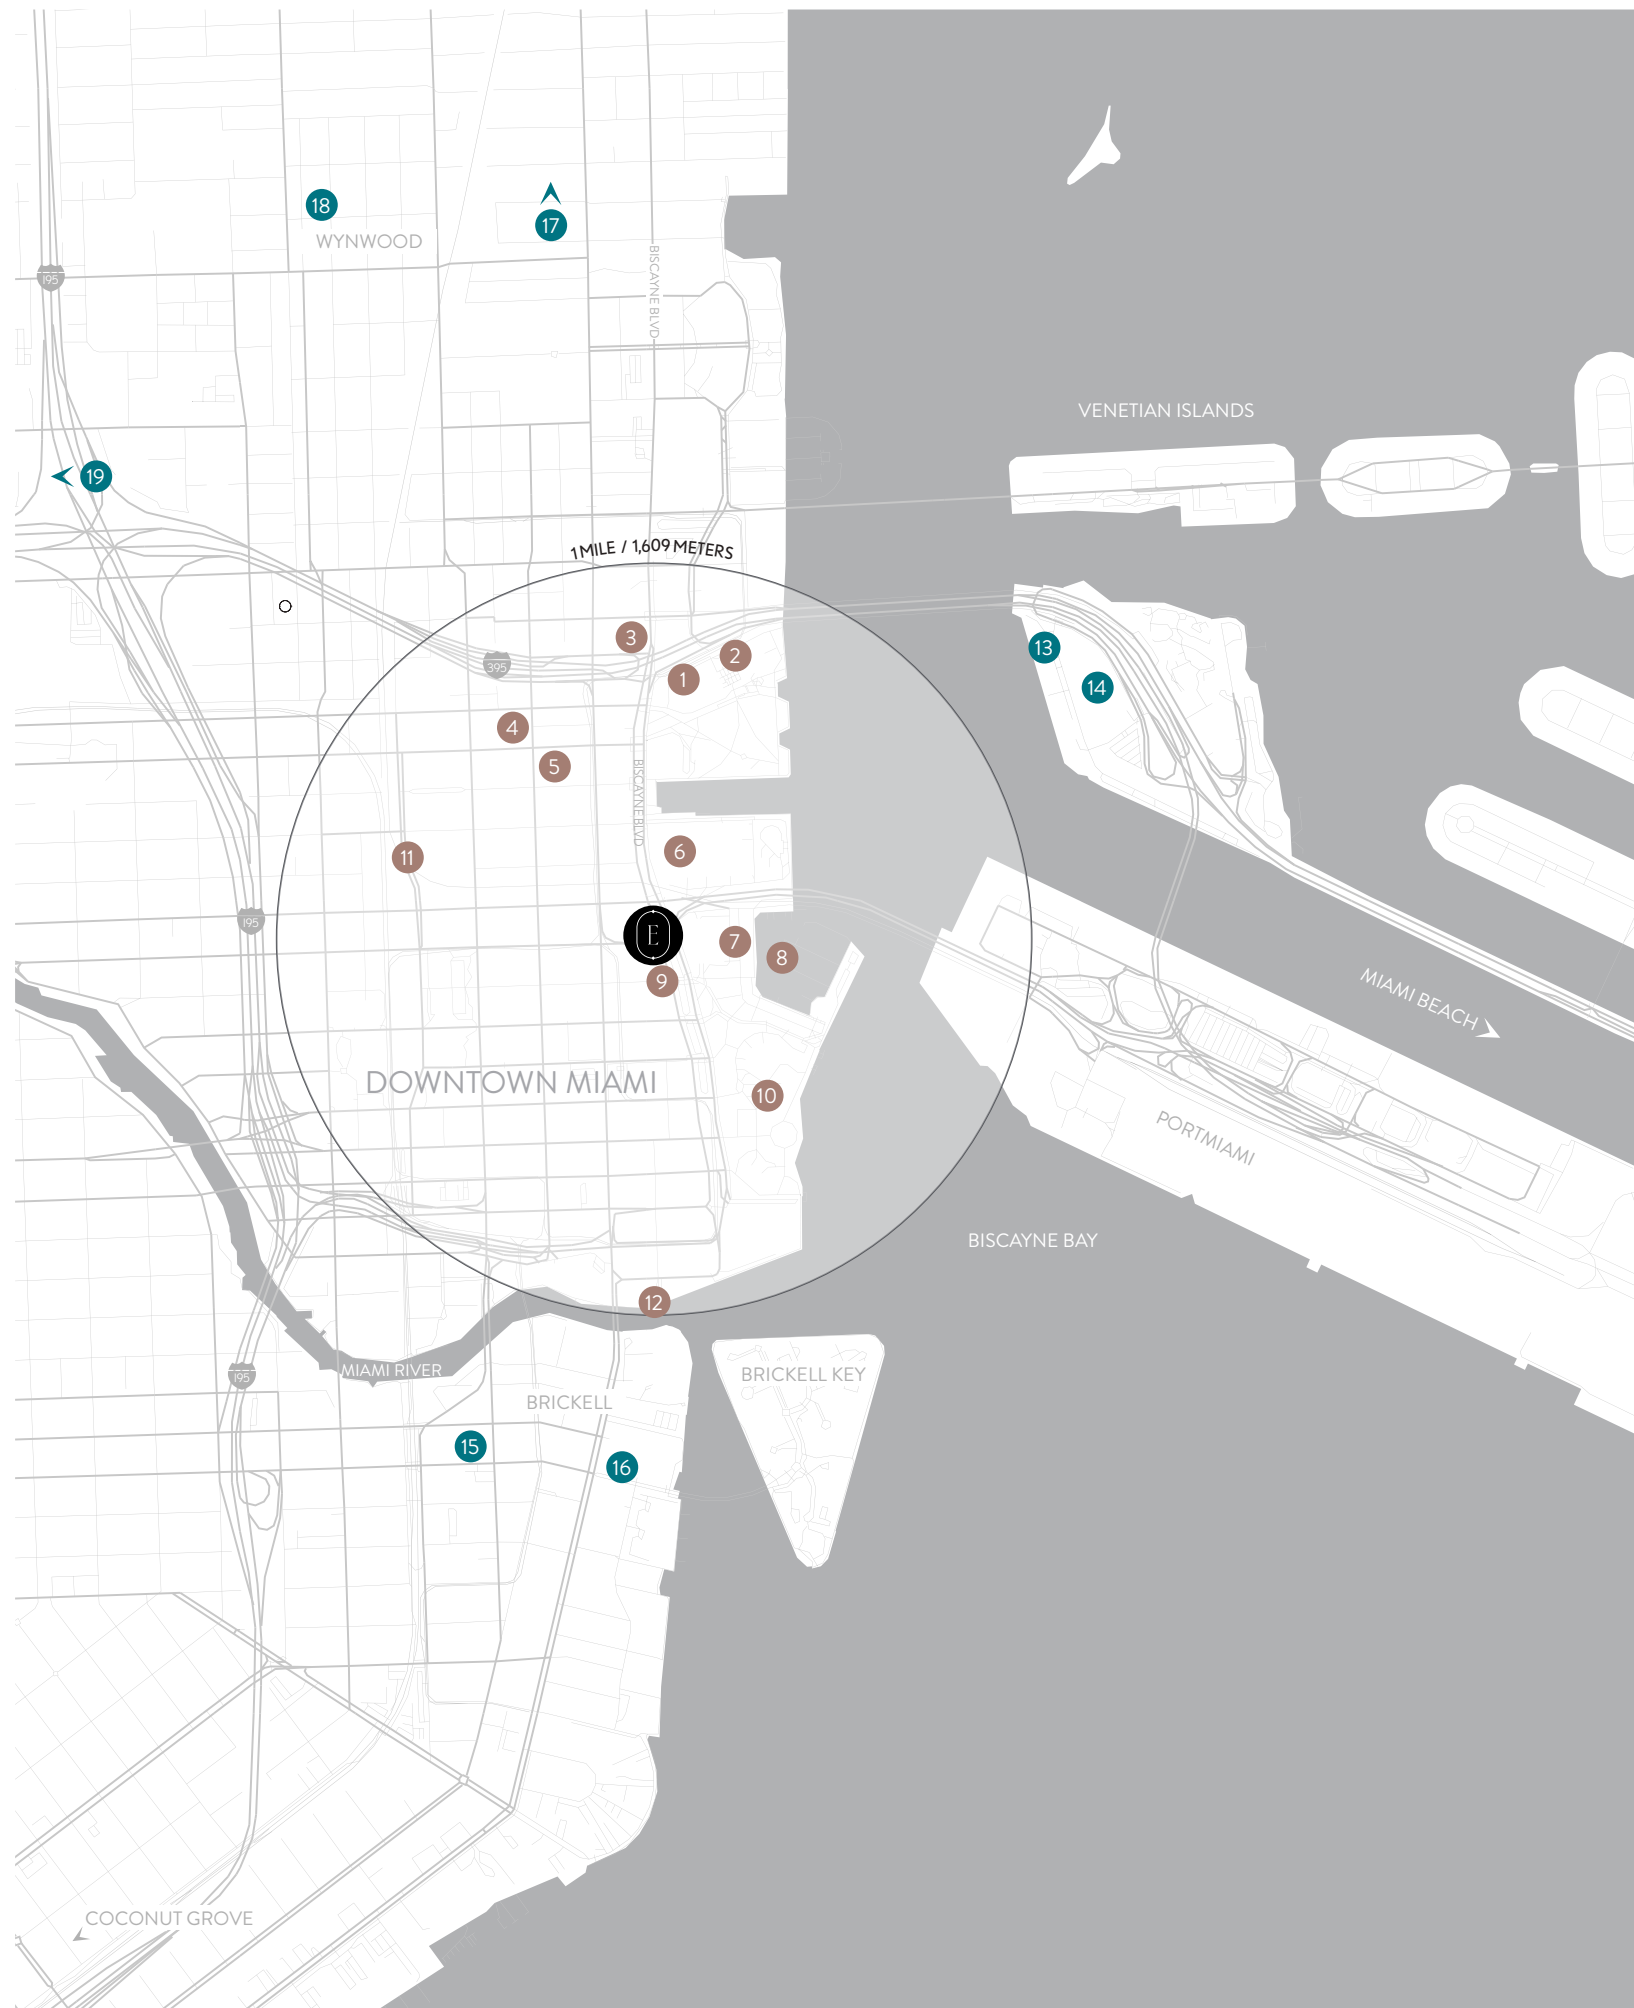 18
WYNWOOD
17
BISCAYNE BLVD
195
VENETIAN ISLANDS
19
1 MILE / 1,609 METERS
3
2
395
1
13
14
4
5
BISCAYNE BLVD
6
11
195
E
7
8
9
MIAMI BEACH
DOWNTOWN MIAMI
10
PORTMIAMI
BISCAYNE BAY
12
MIAMI RIVER
195
BRICKELL KEY
BRICKELL
15
16
COCONUT GROVE